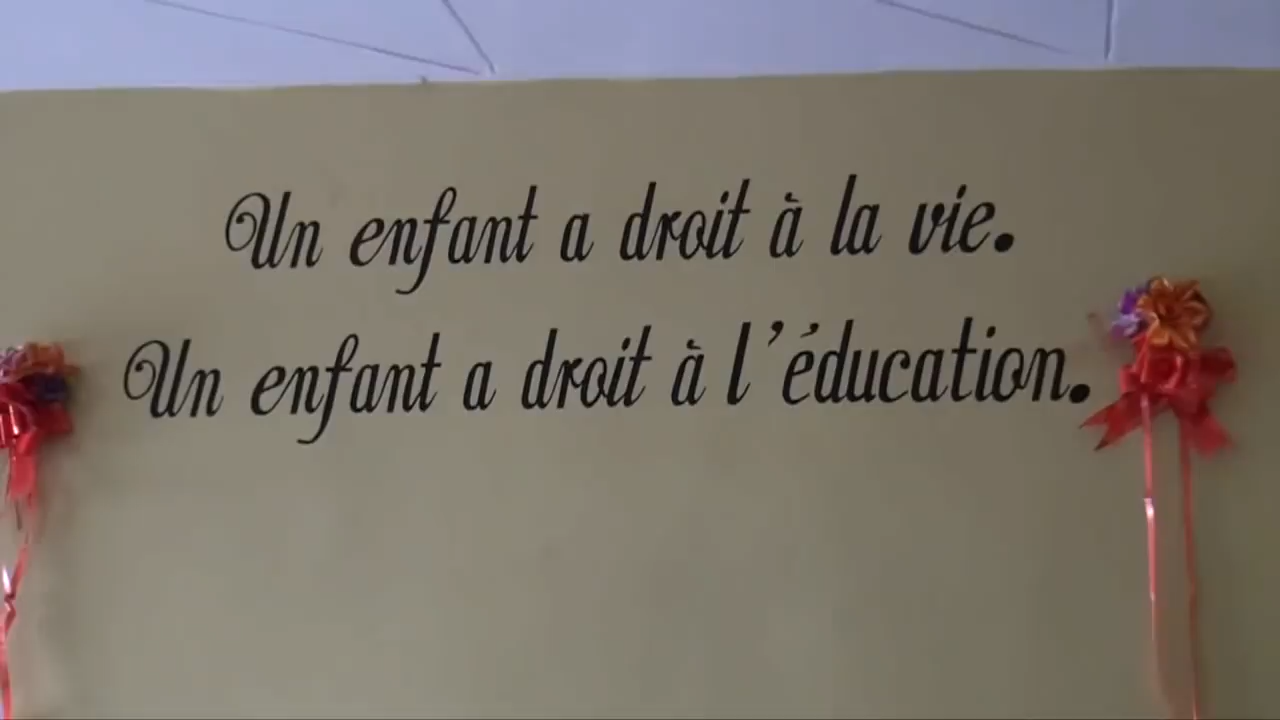 Un enfant a droit à la vie.
Un enfant a droit à l'éducation.